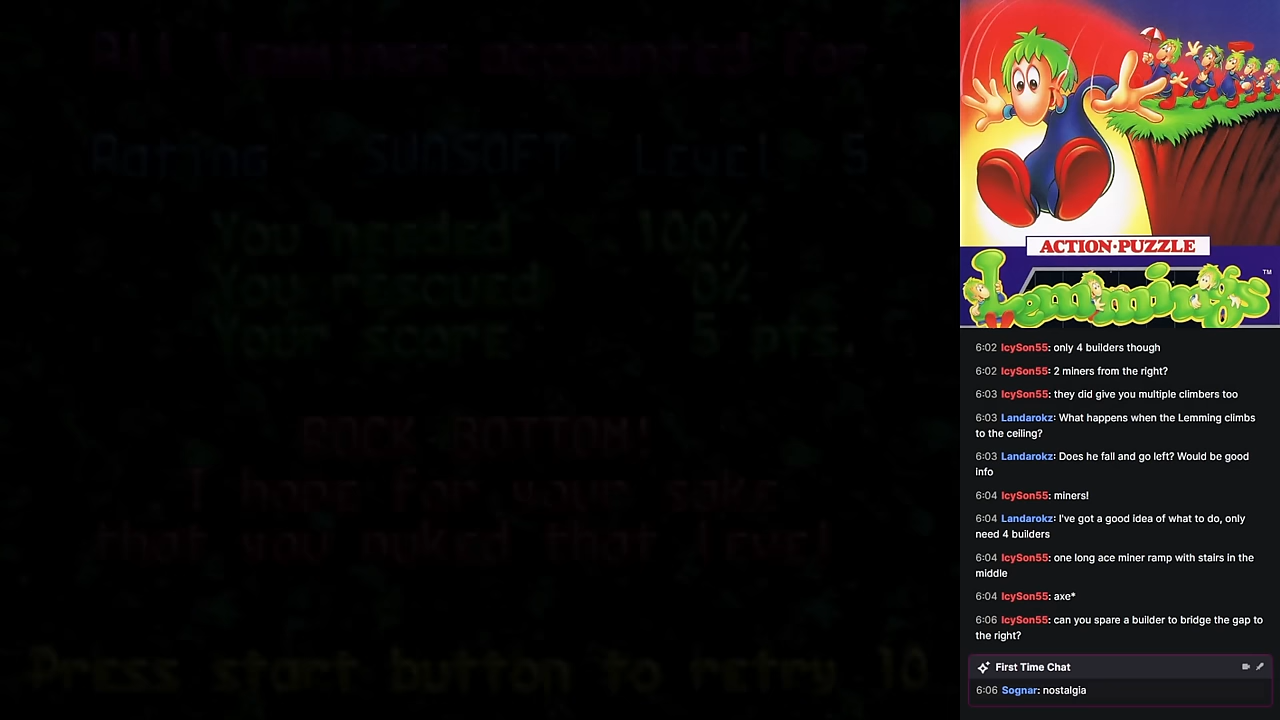 All lemmings accounted for.
Rating - SUNSOFT Level 5
You needed 100%
You rescued 0%
Your score 5 pts.
ROCK BOTTOM!
I hope for your sake
that you nuked that level
Press start button to retry 10
ACTION·PUZZLE
Lemmings
TM
6:02 IcySon55: only 4 builders though
6:02 IcySon55: 2 miners from the right?
6:03 IcySon55: they did give you multiple climbers too
6:03 Landarokz: What happens when the Lemming climbs
to the ceiling?
6:03 Landarokz: Does he fall and go left? Would be good
info
6:04 IcySon55: miners!
6:04 Landarokz: I've got a good idea of what to do, only
need 4 builders
6:04 IcySon55: one long ace miner ramp with stairs in the
middle
6:04 IcySon55: axe*
6:06 IcySon55: can you spare a builder to bridge the gap to
the right?
First Time Chat
6:06 Sognar: nostalgia